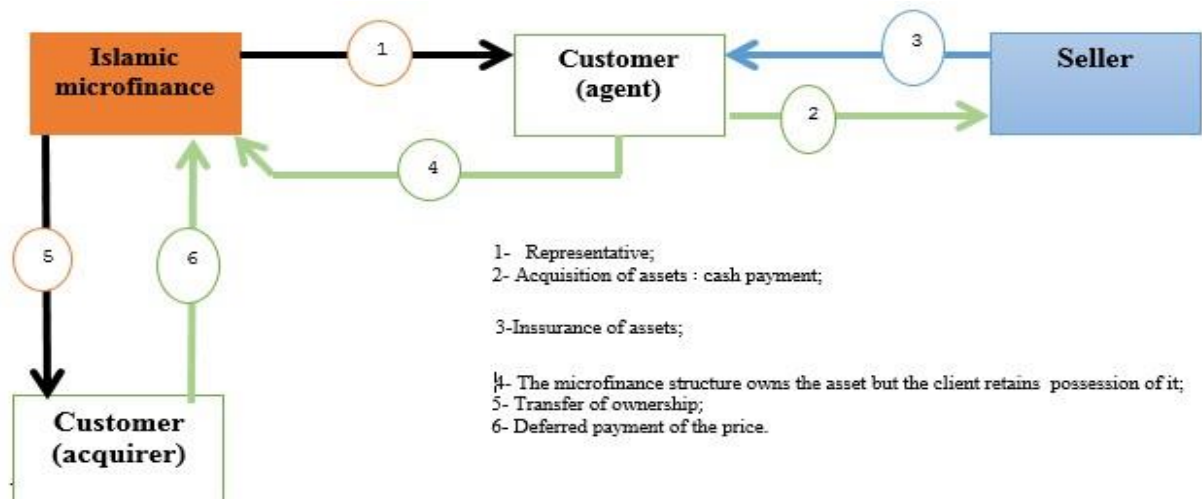 Islamic
microfinance
1
Customer
(agent)
3
Seller
2
4
5
6
1- Representative;
2- Acquisition of assets : cash payment;
3-Inssurance of assets;
4- The microfinance structure owns the asset but the client retains possession of it;
5- Transfer of ownership;
6- Deferred payment of the price.
Customer
(acquirer)